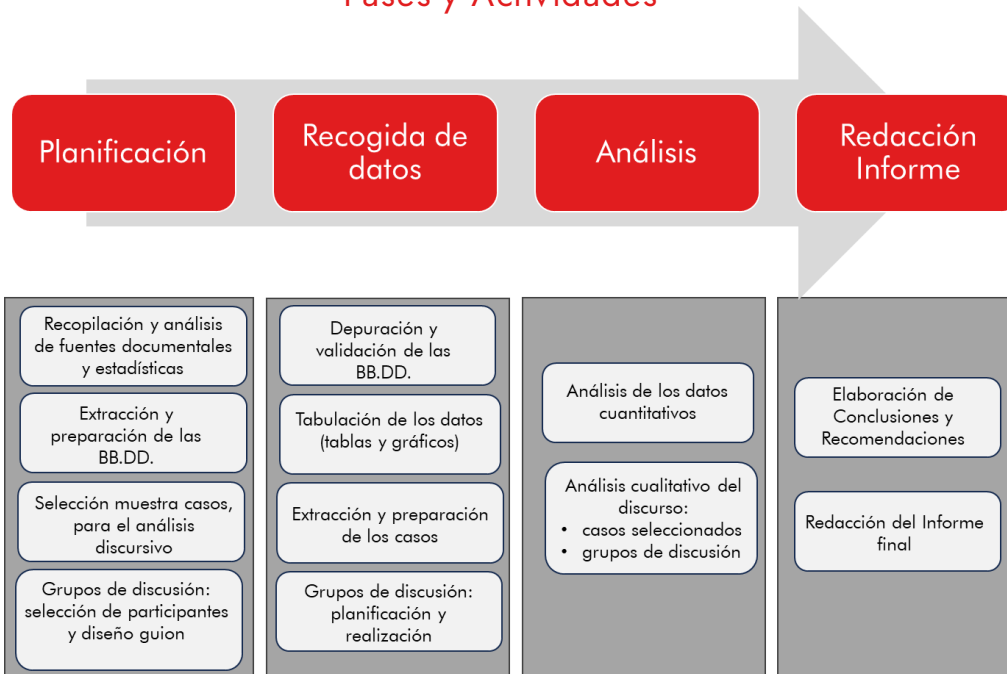 Fases y Actividades
Planificación
Recogida de
datos
Análisis
Redacción
Informe
Recopilación y análisis
de fuentes documentales
y estadísticas
Extracción y
preparación de las
BB.DD.
Selección muestra casos,
para el análisis
discursivo
Grupos de discusión:
selección de participantes
y diseño guion
Depuración y
validación de las
BB.DD.
Tabulación de los datos
(tablas y gráficos)
Extracción y preparación
de los casos
Grupos de discusión:
planificación y
realización
Análisis de los datos
cuantitativos
Análisis cualitativo del
discurso:
• casos seleccionados
• grupos de discusión
Elaboración de
Conclusiones y
Recomendaciones
Redacción del Informe
final